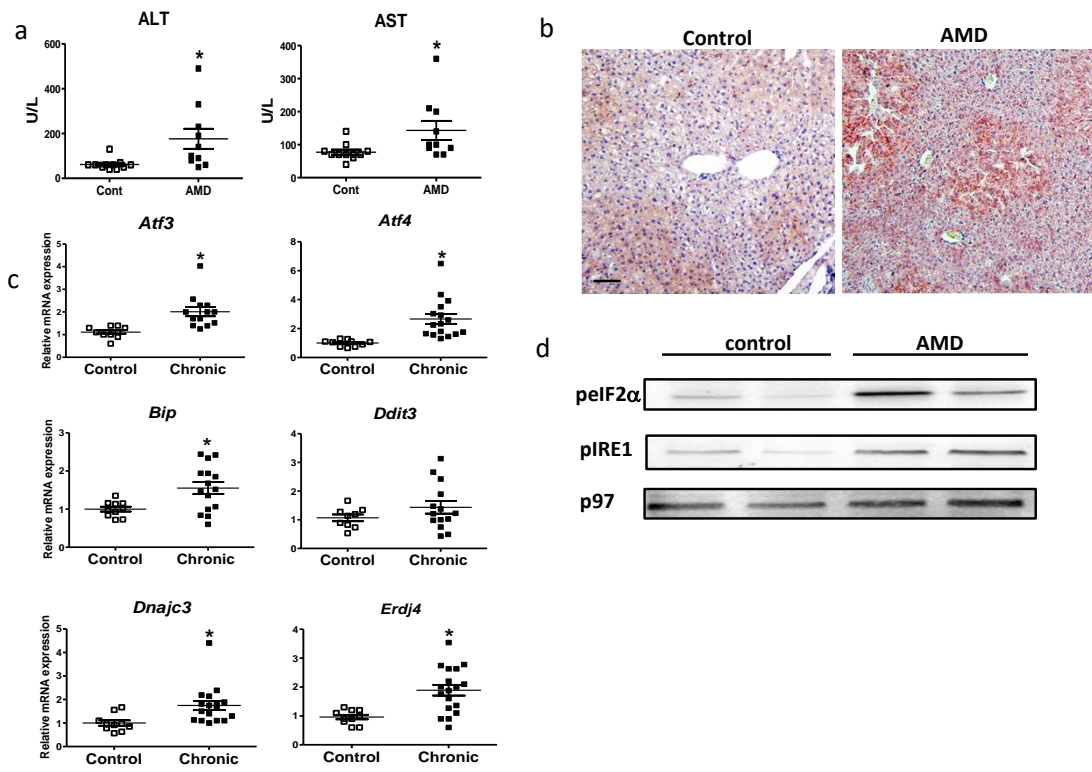 a
ALT
AST
U/L
600
400
200
0
*
Cont
AMD
U/L
400
300
200
100
0
*
Cont
AMD
b
Control
AMD
c
Atf3
Relative mRNA expression
5
4
3
2
1
0
*
Control
Chronic
Atf4
8
6
4
2
0
*
Control
Chronic
Bip
Relative mRNA expression
3
2
1
0
*
Control
Chronic
Ddit3
4
3
2
1
0
Control
Chronic
Dnajc3
Relative mRNA expression
5
4
3
2
1
0
*
Control
Chronic
Erdj4
4
3
2
1
0
*
Control
Chronic
d
control
AMD
peIF2α
pIRE1
p97